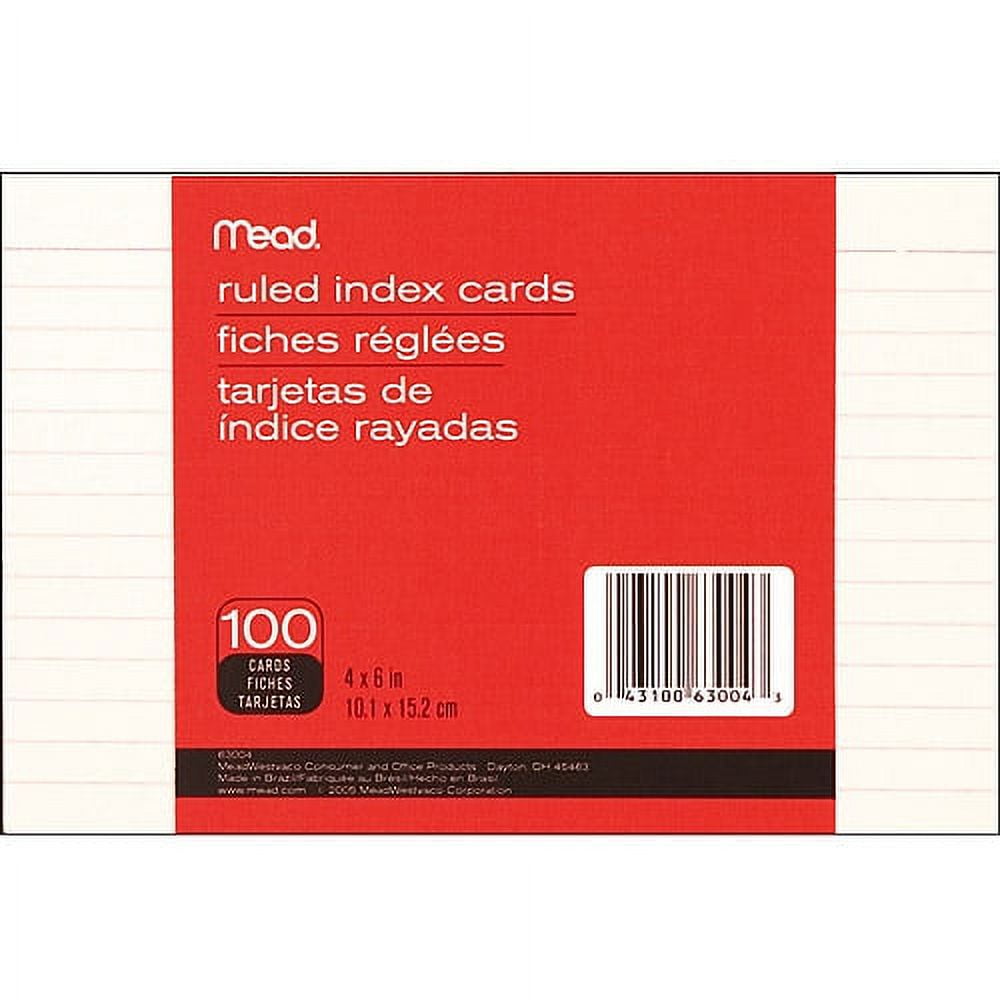 Mead.
ruled index cards
fiches réglées
tarjetas de
índice rayadas
100
CARDS
FICHES
TARJETAS
4 x 6 in
10.1 x 15.2 cm
0 43100 63004 3
63004
MeadWestvaco Consumer and Office Products Dayton, OH 45463
Made in Brazil/Fabriquée au Brésil/Hecho en Brasil
www.mead.com © 2005 MeadWestvaco Corporation